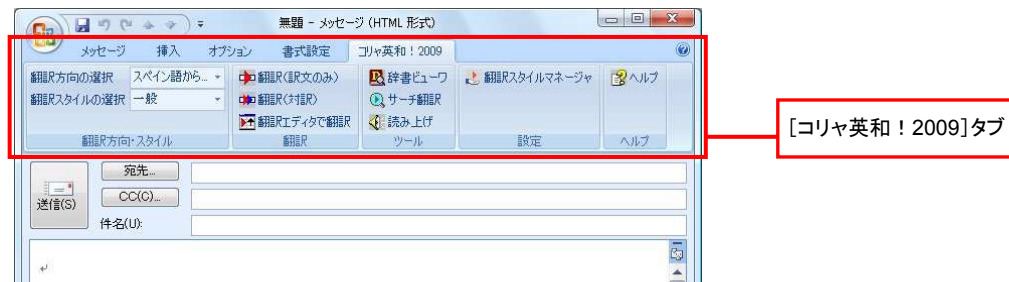 無題 - メッセージ (HTML 形式)
メッセージ 挿入 オプション 書式設定 コリャ英和！2009
翻訳方向の選択 スペイン語から... 翻訳(訳文のみ) 辞書ビューワ 翻訳スタイルマネージャ ヘルプ
翻訳スタイルの選択 一般 翻訳(対訳) サーチ翻訳
翻訳エディタで翻訳 読み上げ
翻訳方向・スタイル 翻訳 ツール 設定 ヘルプ
[コリャ英和！2009]タブ
宛先...
送信(S) CC(C)...
件名(U):